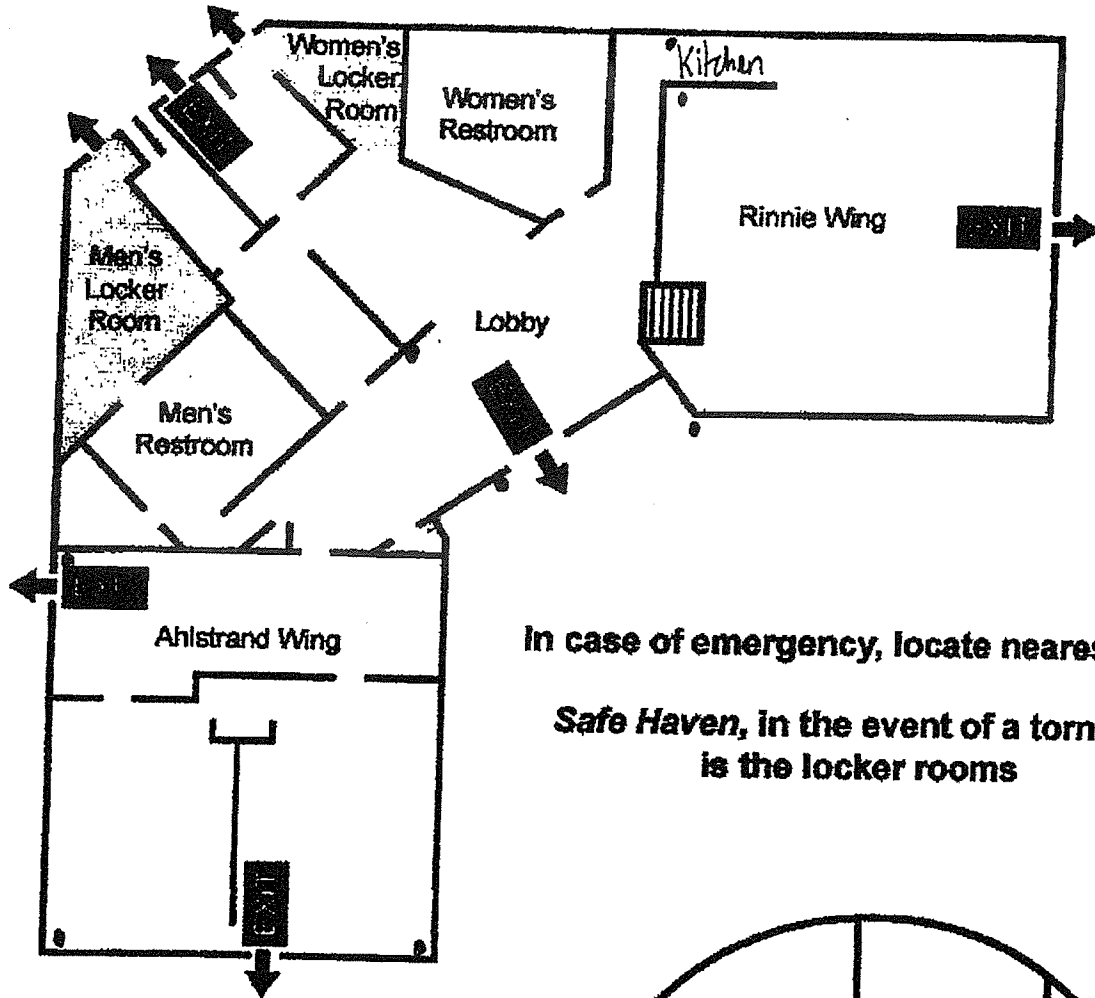 Women's
Locker
Room
Kitchen
Women's
Restroom
Rinnie Wing
EXIT
Men's
Locker
Room
Lobby
Men's
Restroom
Ahlstrand Wing
In case of emergency, locate neares
Safe Haven, in the event of a torn
is the locker rooms